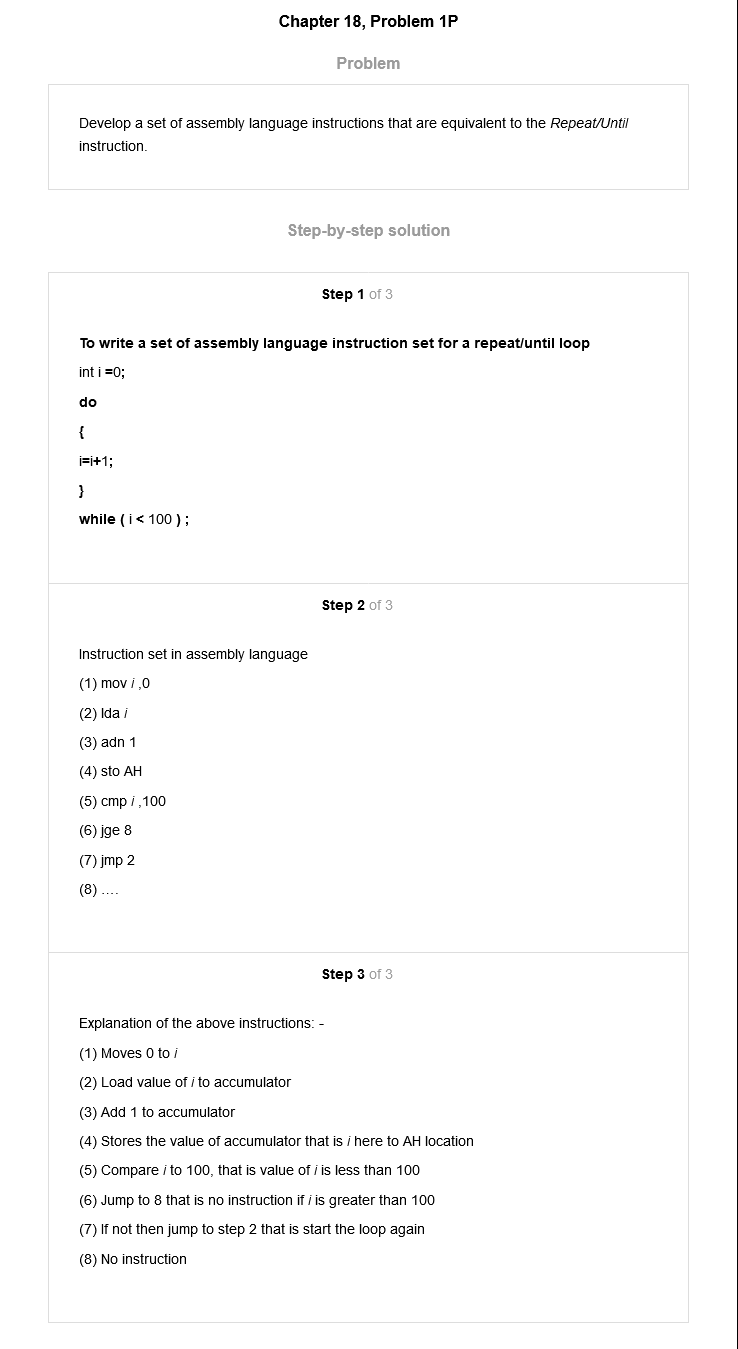 Chapter 18, Problem 1P
Problem
Develop a set of assembly language instructions that are equivalent to the Repeat/Until
instruction.
Step-by-step solution
Step 1 of 3
To write a set of assembly language instruction set for a repeat/until loop
int i =0;
do
{
i=i+1;
}
while ( i < 100 ) ;
Step 2 of 3
Instruction set in assembly language
(1) mov i ,0
(2) lda i
(3) adn 1
(4) sto AH
(5) cmp i ,100
(6) jge 8
(7) jmp 2
(8) ....
Step 3 of 3
Explanation of the above instructions: -
(1) Moves 0 to i
(2) Load value of i to accumulator
(3) Add 1 to accumulator
(4) Stores the value of accumulator that is i here to AH location
(5) Compare i to 100, that is value of i is less than 100
(6) Jump to 8 that is no instruction if i is greater than 100
(7) If not then jump to step 2 that is start the loop again
(8) No instruction